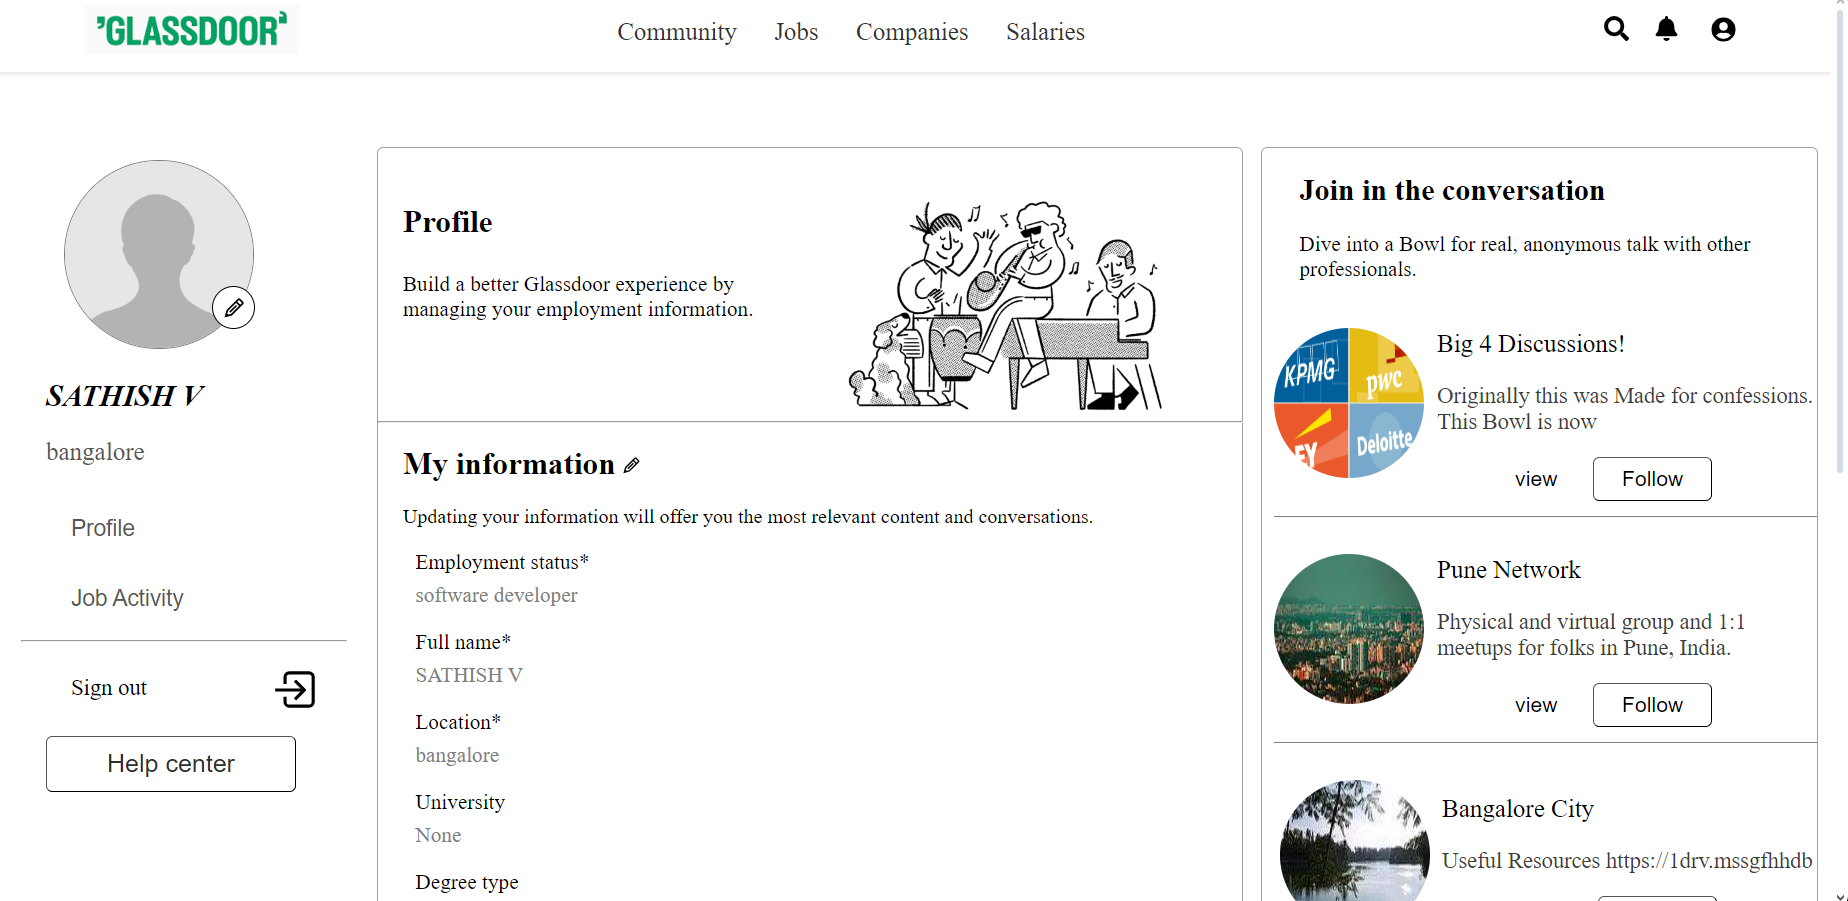 "GLASSDOOR"
Community Jobs Companies Salaries
SATHISH V
bangalore
Profile
Job Activity
Sign out
Help center
Profile
Build a better Glassdoor experience by
managing your employment information.
My information
Updating your information will offer you the most relevant content and conversations.
Employment status*
software developer
Full name*
SATHISH V
Location*
bangalore
University
None
Degree type
Join in the conversation
Dive into a Bowl for real, anonymous talk with other
professionals.
KPMG
pwc
EY
Deloitte
Big 4 Discussions!
Originally this was Made for confessions.
This Bowl is now
view Follow
Pune Network
Physical and virtual group and 1:1
meetups for folks in Pune, India.
view Follow
Bangalore City
Useful Resources https://1drv.mssgfhhdb